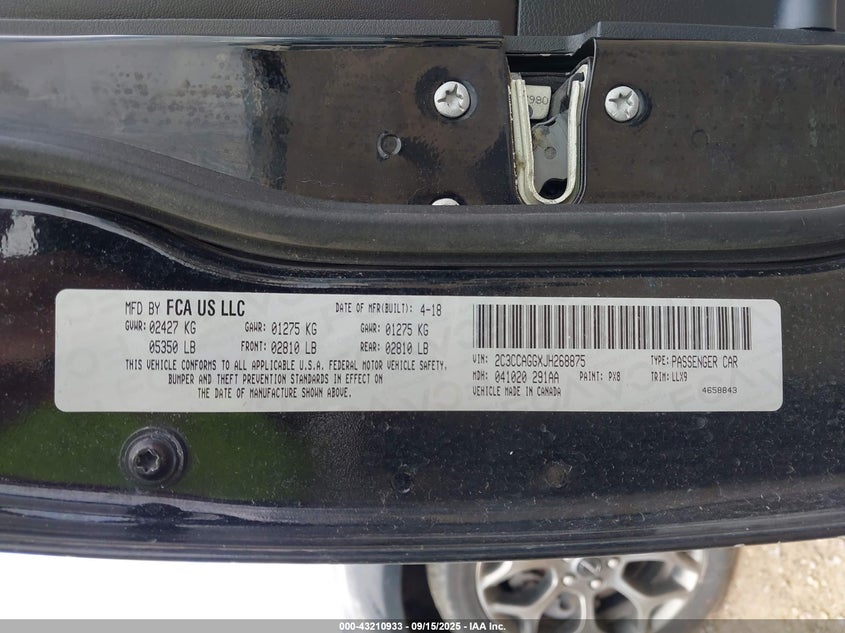 1980
MFD BY FCA US LLC DATE OF MFR(BUILT): 4-18
GVWR: 02427 KG GAWR: 01275 KG GAWR: 01275 KG
05350 LB FRONT: 02810 LB REAR: 02810 LB
THIS VEHICLE CONFORMS TO ALL APPLICABLE U.S.A. FEDERAL MOTOR VEHICLE SAFETY,
BUMPER AND THEFT PREVENTION STANDARDS IN EFFECT ON
THE DATE OF MANUFACTURE SHOWN ABOVE.
VIN: 2C3CCAGGXJH268875 TYPE: PASSENGER CAR
MDH: 041020 291AA PAINT: PX8 TRIM: LLX9
VEHICLE MADE IN CANADA 4658843
000-43210933 - 09/15/2025 - IAA Inc.